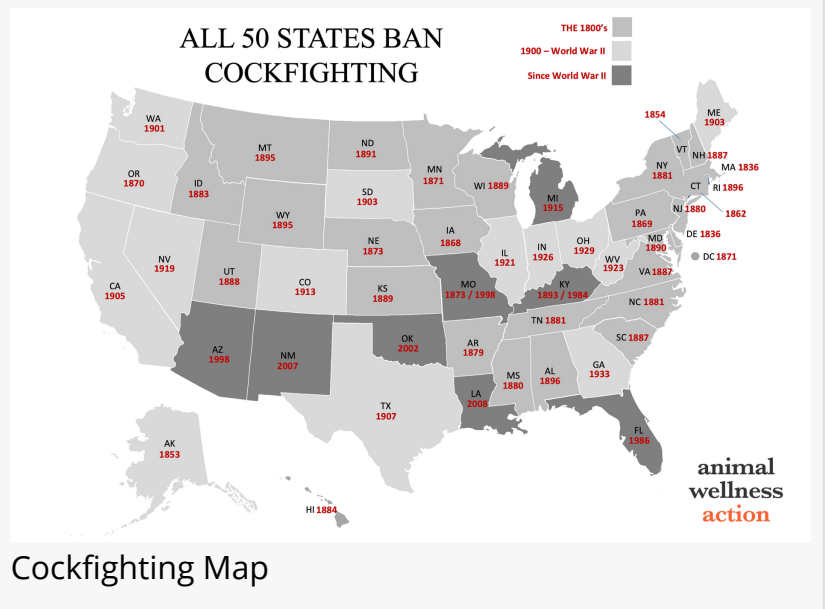 ALL 50 STATES BAN
COCKFIGHTING
THE 1800's
1900 – World War II
Since World War II
WA
1901
OR
1870
CA
1905
NV
1919
ID
1883
MT
1895
WY
1895
UT
1888
CO
1913
AZ
1998
NM
2007
ND
1891
SD
1903
NE
1873
KS
1889
OK
2002
TX
1907
MN
1871
IA
1868
MO
1873 / 1998
AR
1879
LA
2008
WI 1889
IL
1921
MI
1915
IN
1926
OH
1929
KY
1893 / 1984
TN 1881
MS
1880
AL
1896
GA
1933
FL
1986
SC 1887
NC 1881
VA 1887
WV
1923
MD
1890
DE 1836
DC 1871
PA
1869
NJ 1880
NY
1881
CT
1862
RI 1896
MA 1836
1854
VT
NH 1887
ME
1903
AK
1853
HI 1884
animal
wellness
action
Cockfighting Map